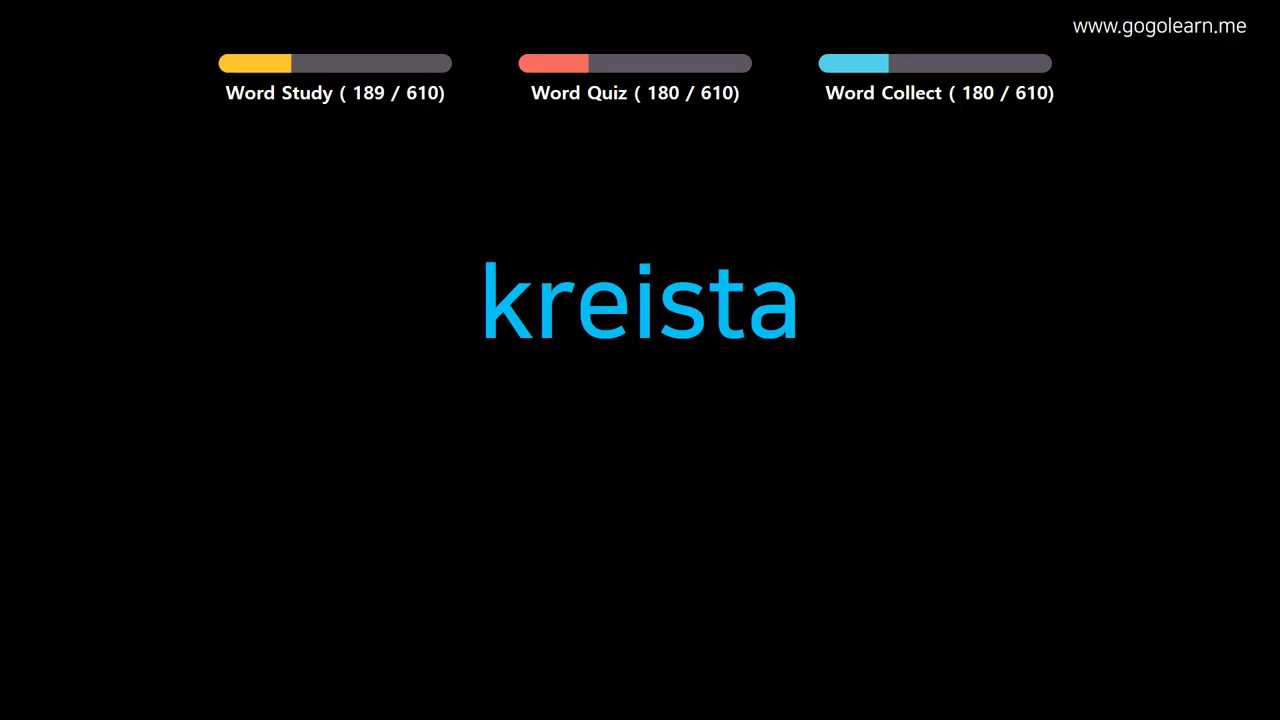 www.gogolearn.me
Word Study ( 189 / 610)
Word Quiz ( 180 / 610)
Word Collect ( 180 / 610)
kreista